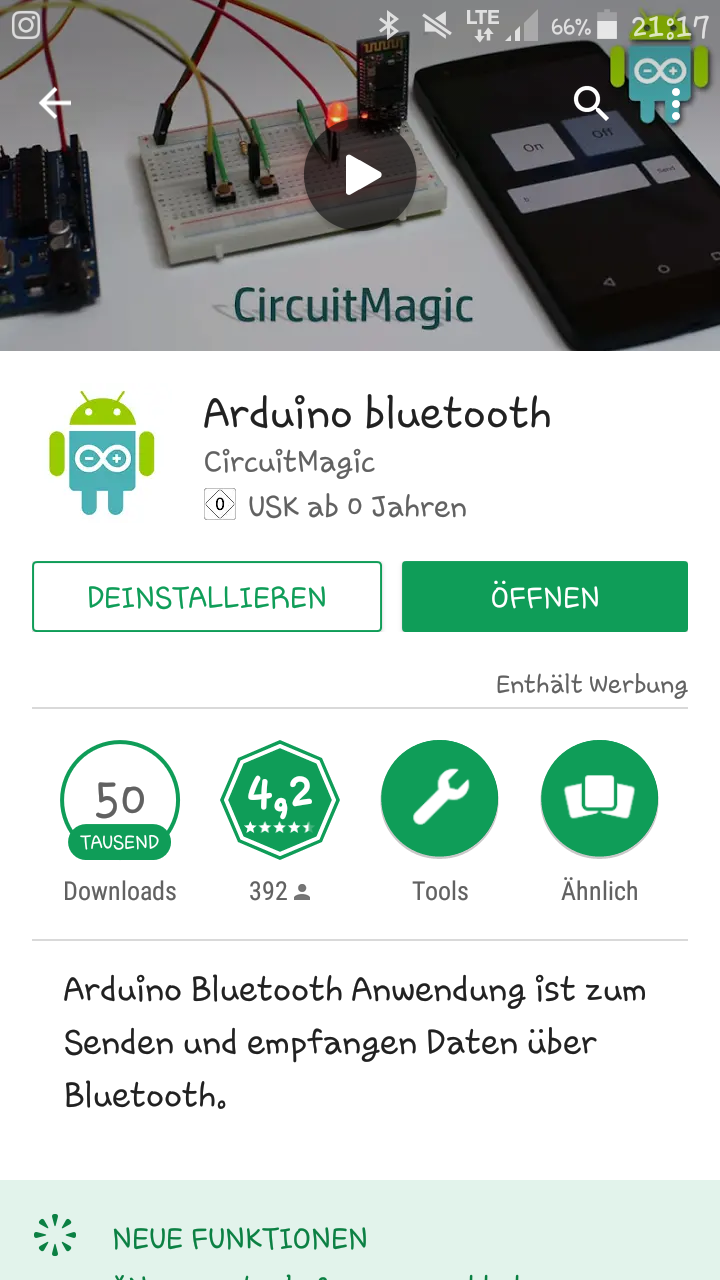 LTE 66% 21:17
On Off
Send
CircuitMagic
Arduino bluetooth
CircuitMagic
0 USK ab 0 Jahren
DEINSTALLIEREN ÖFFNEN
Enthält Werbung
50 4,2
TAUSEND
Downloads 392 Tools Ähnlich
Arduino Bluetooth Anwendung ist zum
Senden und empfangen Daten über
Bluetooth.
NEUE FUNKTIONEN